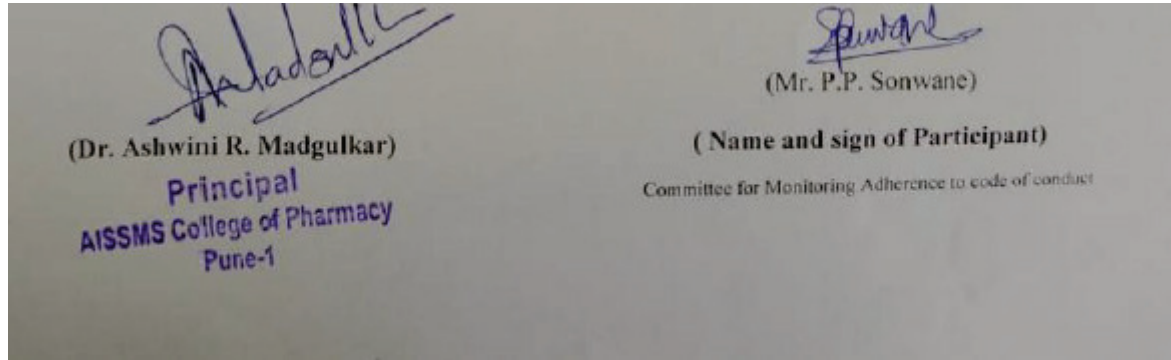 (Dr. Ashwini R. Madgulkar)
Principal
AISSMS College of Pharmacy
Pune-1
Sonwane
(Mr. P.P. Sonwane)
( Name and sign of Participant)
Committee for Monitoring Adherence to code of conduct